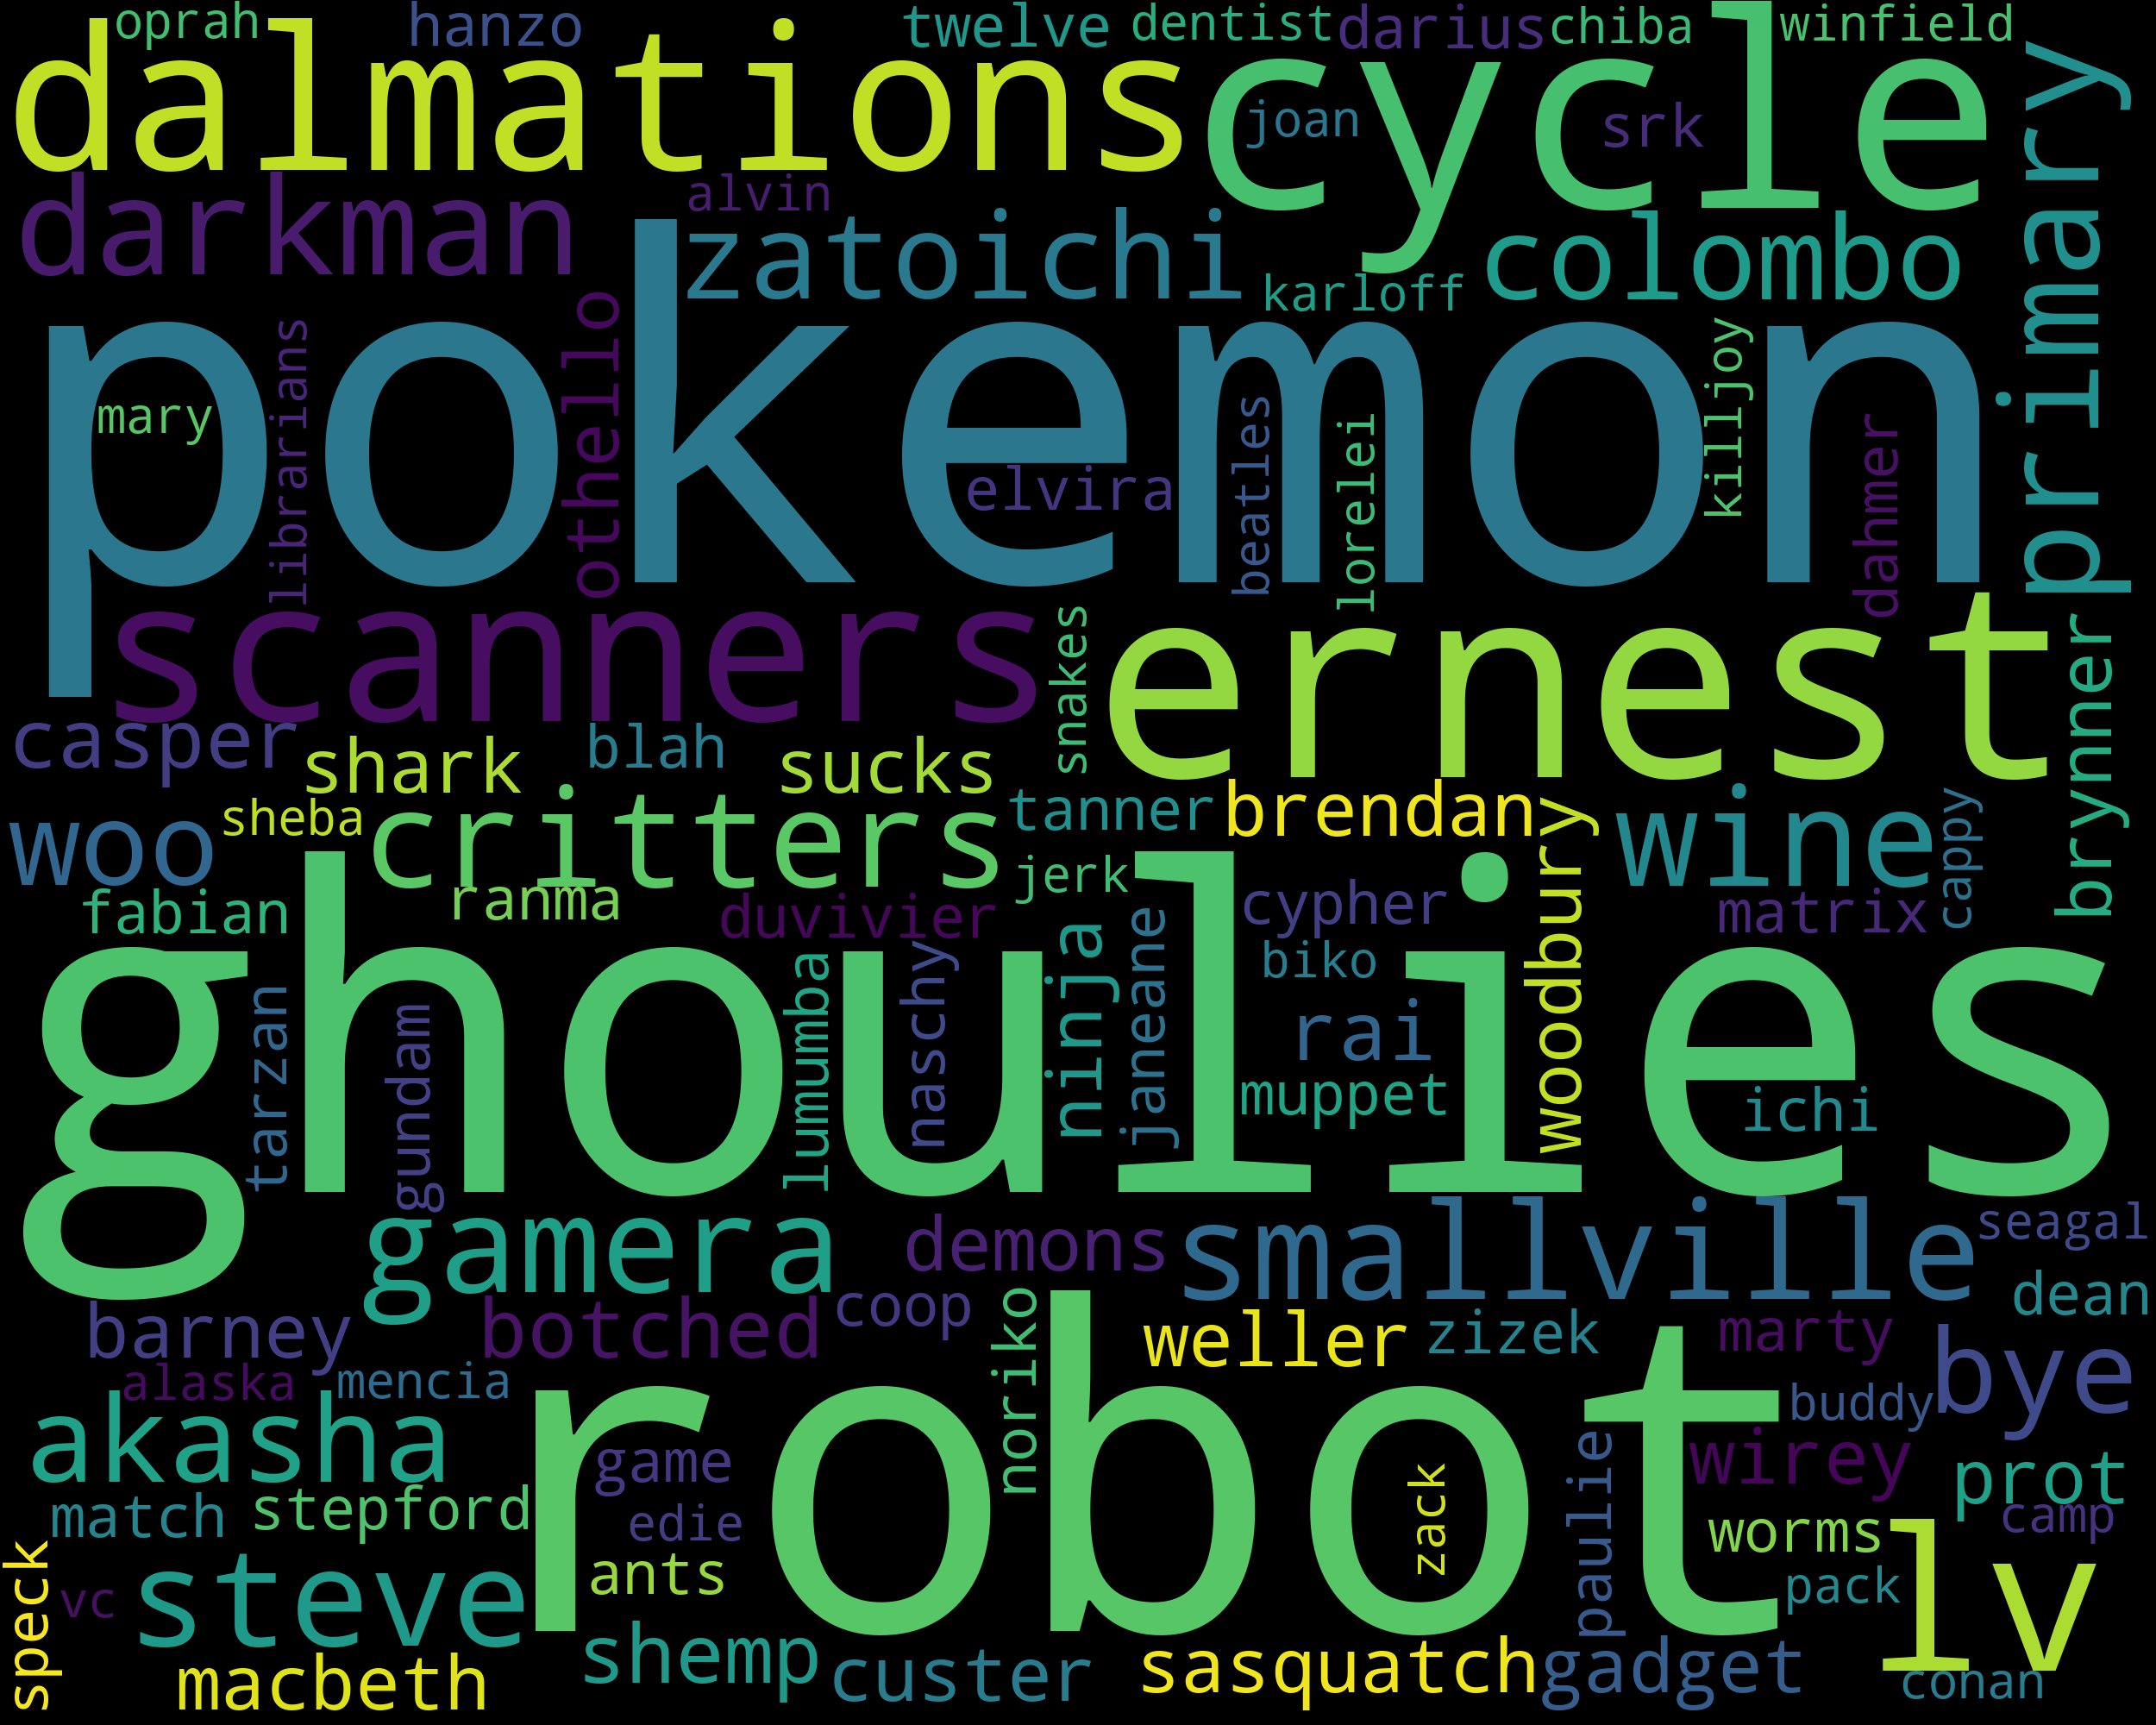 oprah
hanzo
twelve
dentist
darius
chiba
winfield
dalmations
cycle
joan
srk
primary
darkman
alvin
zatoichi
karloff
colombo
pokemon
mary
librarians
othello
elvira
beatles
lorelei
killjoy
dahmer
scanners
snakes
ernest
brynner
casper
shark
blah
sucks
tanner
brendan
woodbury
wine
cappy
woo
sheba
critters
jerk
fabian
ranma
duvivier
cypher
matrix
ghoulies
tarzan
gundam
lumumba
naschy
ninja
janeane
biko
rai
muppet
ichi
gamera
demons
smallville
seagal
dean
barney
botched
coop
noriko
weller
zizek
marty
bye
alaska
mencia
akasha
robot
buddy
game
wirey
prot
match
stepford
edie
zack
paulie
worms
camp
speck
vc
steve
ants
pack
lv
macbeth
shemp
custer
sasquatch
gadget
conan